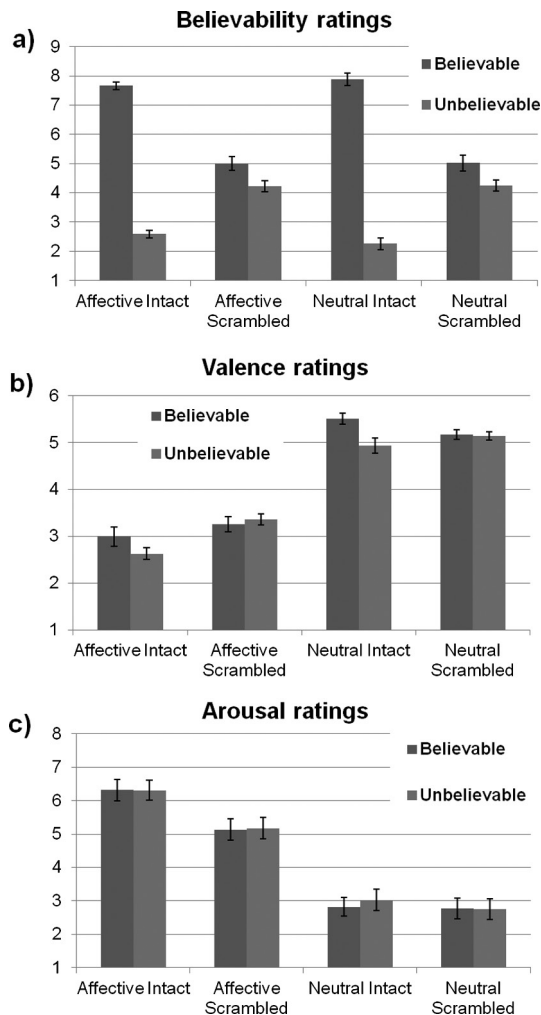 Believability ratings
a)
9
8
7
6
5
4
3
2
1
Believable
Unbelievable
Affective Intact
Affective
Scrambled
Neutral Intact
Neutral
Scrambled
Valence ratings
b)
6
5
4
3
2
1
Believable
Unbelievable
Affective Intact
Affective
Scrambled
Neutral Intact
Neutral
Scrambled
Arousal ratings
c)
8
7
6
5
4
3
2
1
Believable
Unbelievable
Affective Intact
Affective
Scrambled
Neutral Intact
Neutral
Scrambled